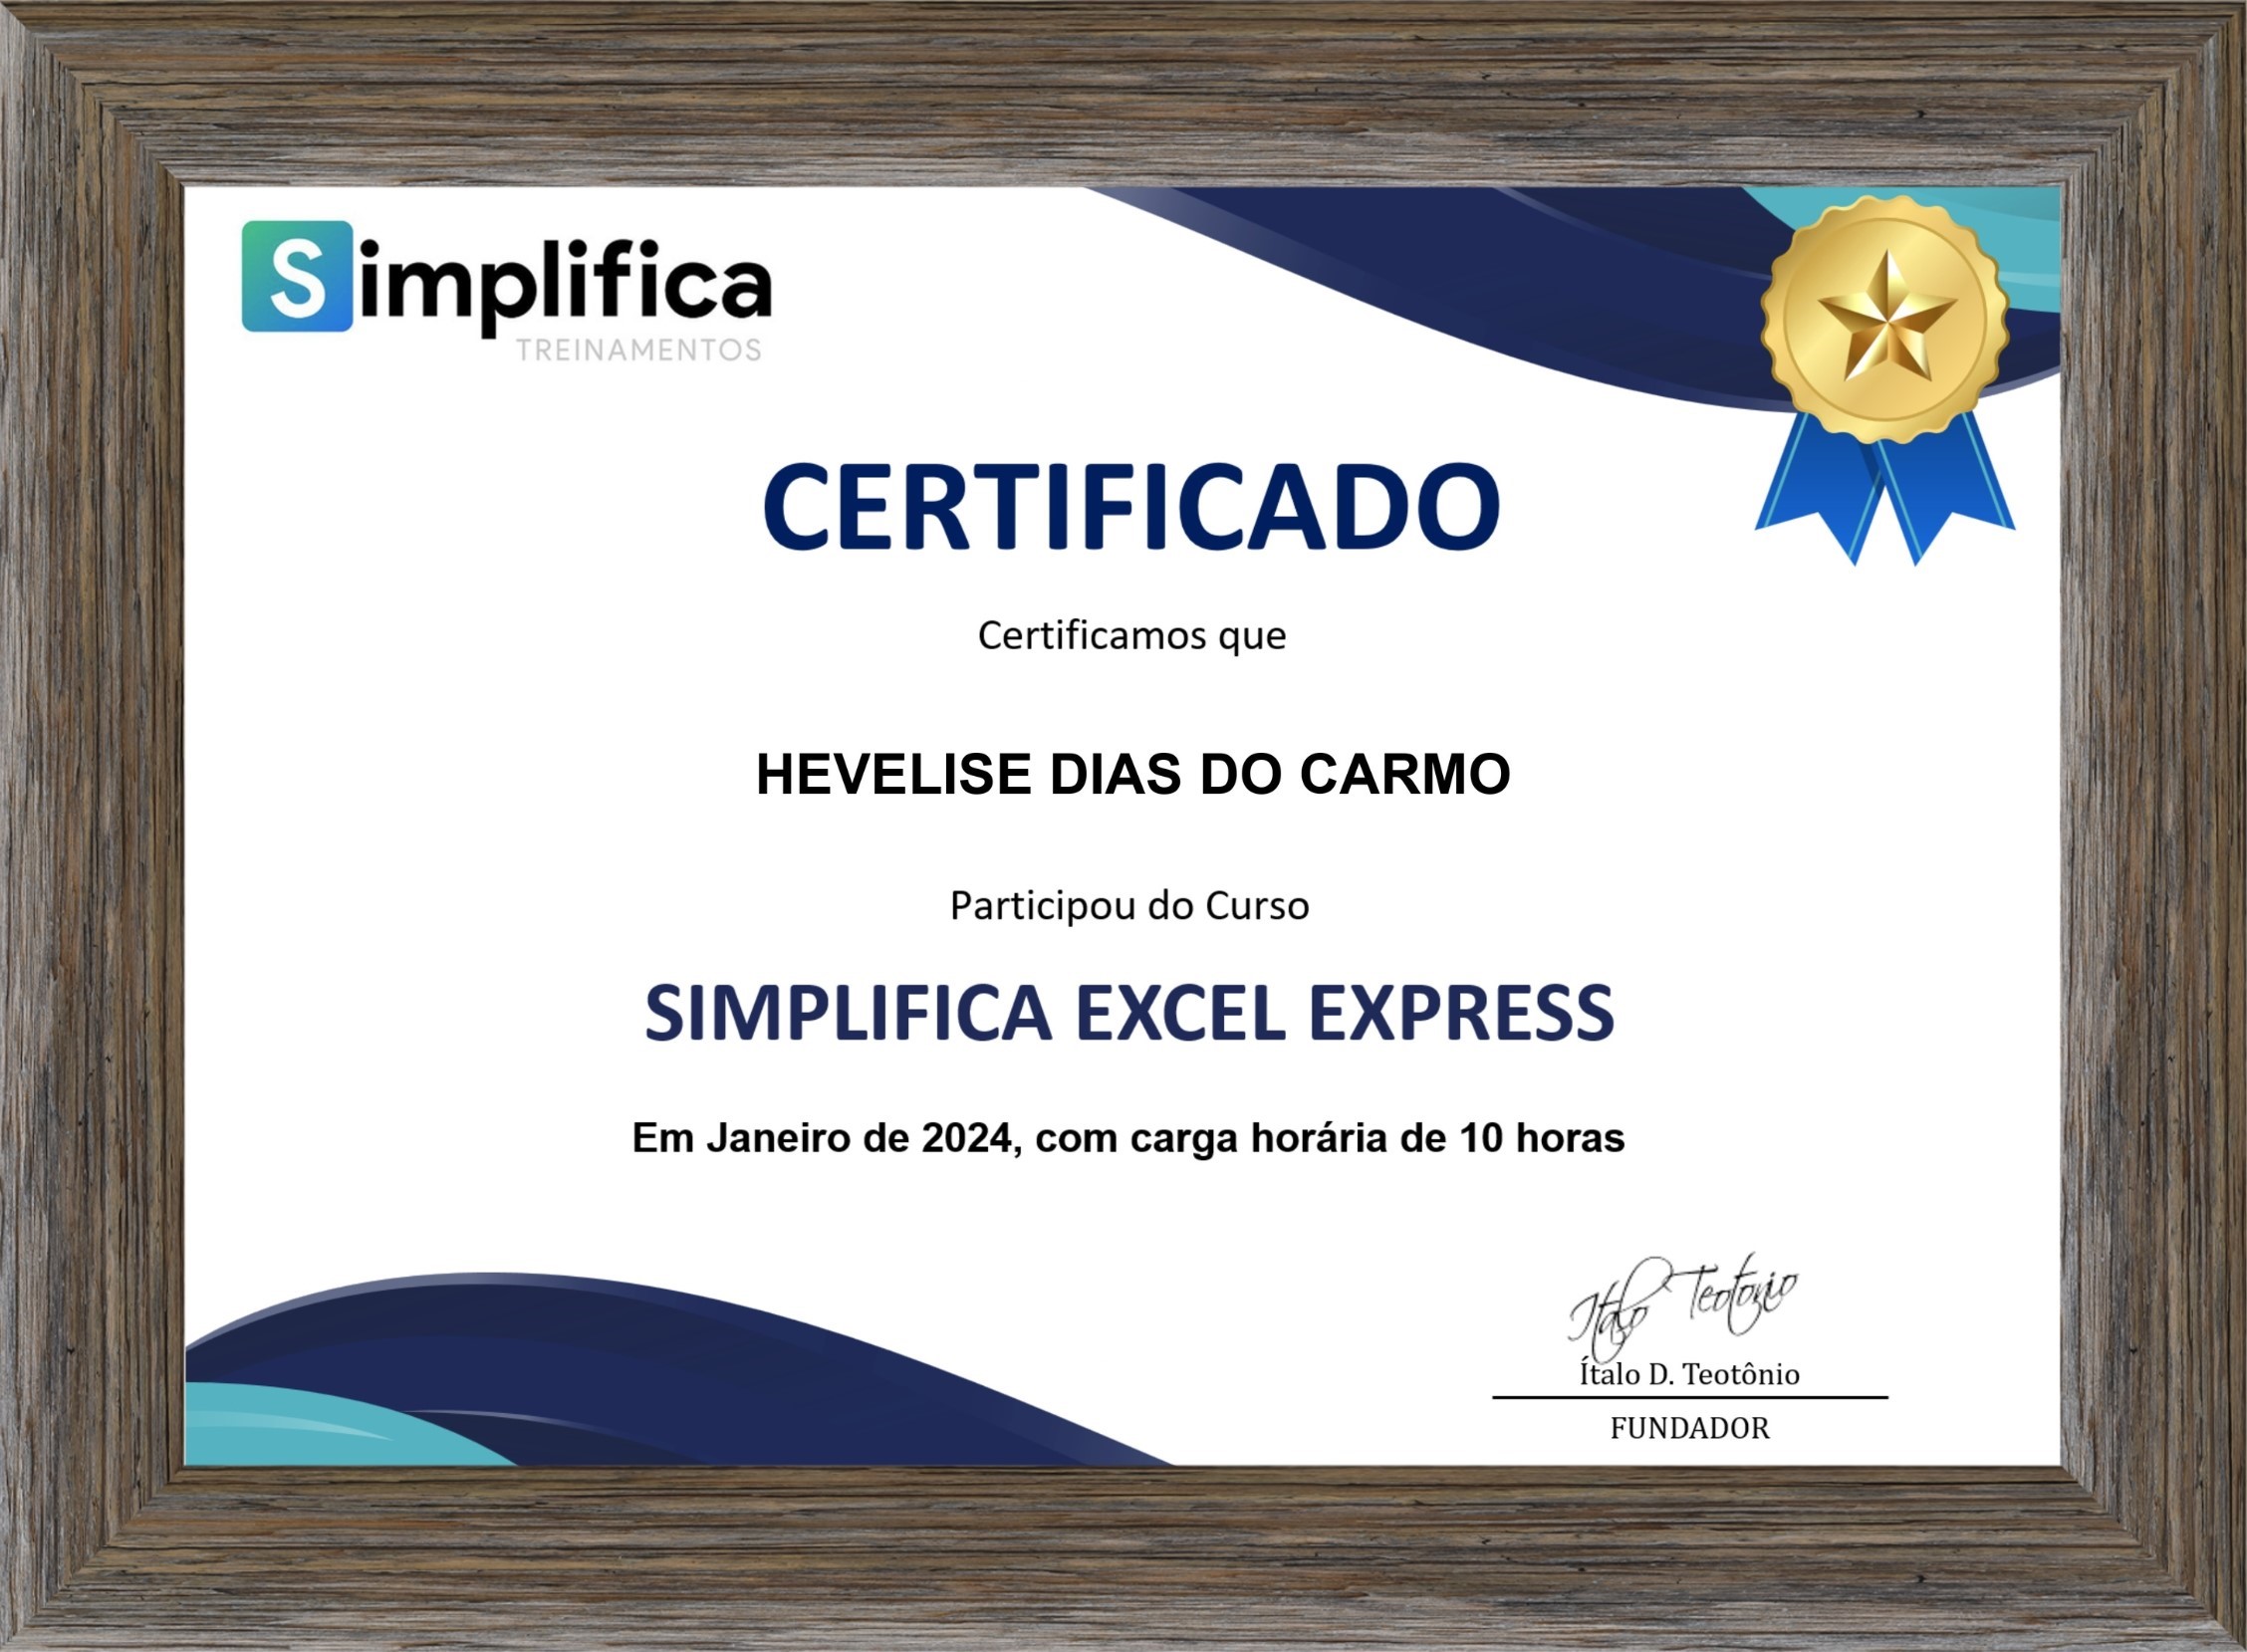 Simplifica
TREINAMENTOS
CERTIFICADO
Certificamos que
HEVELISE DIAS DO CARMO
Participou do Curso
SIMPLIFICA EXCEL EXPRESS
Em Janeiro de 2024, com carga horária de 10 horas
Italo Teotonio
Ítalo D. Teotônio
FUNDADOR